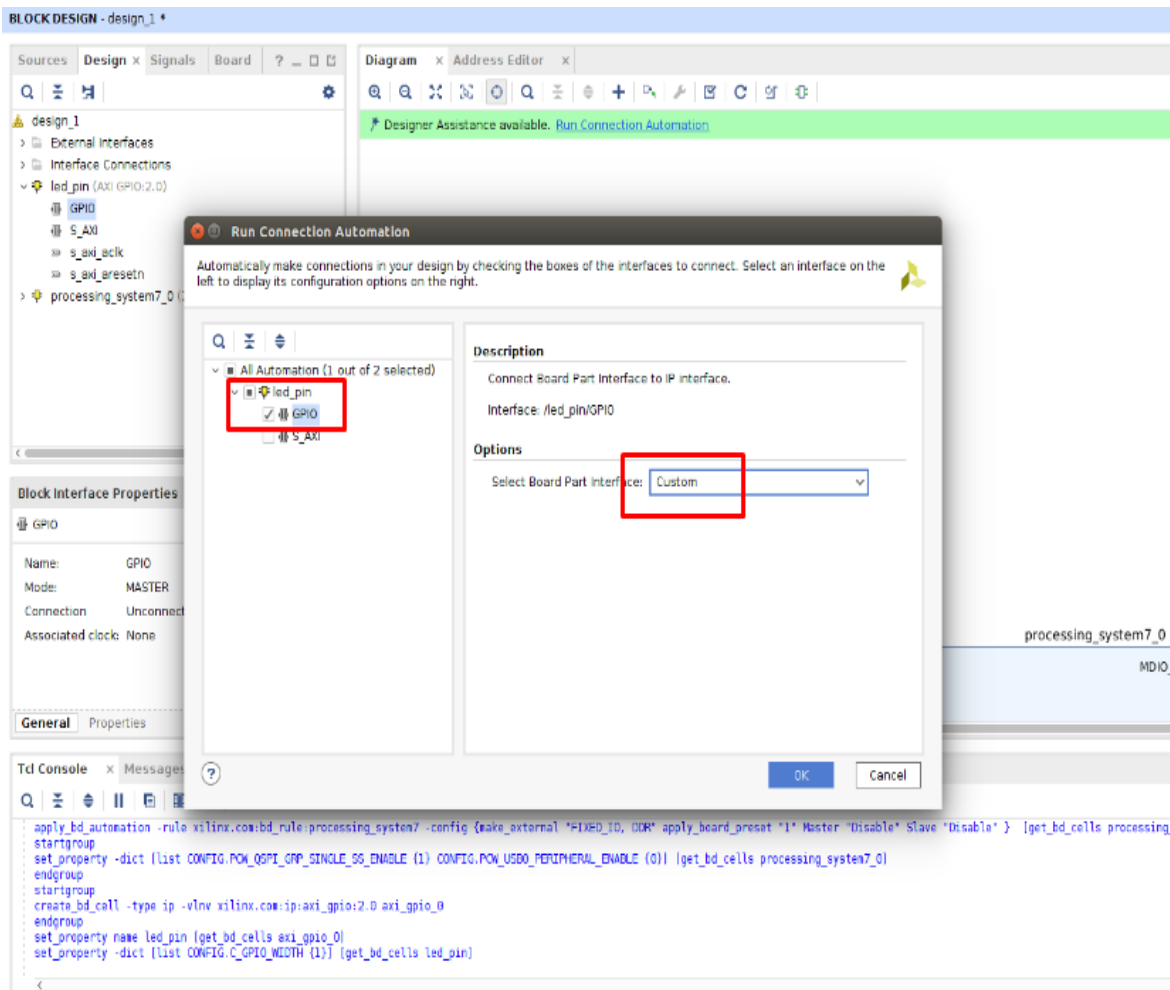 BLOCK DESIGN - design_1 *
Sources Design × Signals Board ? _
Diagram × Address Editor ×
design_1
Designer Assistance available. Run Connection Automation
External Interfaces
Interface Connections
led_pin (AXI GPIO:2.0)
GPIO
S_AXI
s_axi_aclk
s_axi_aresetn
processing_system7_0
Run Connection Automation
Automatically make connections in your design by checking the boxes of the interfaces to connect. Select an interface on the
left to display its configuration options on the right.
All Automation (1 out of 2 selected)
led_pin
GPIO
S_AXI
Description
Connect Board Part Interface to IP interface.
Interface: /led_pin/GPIO
Options
Select Board Part Interface: Custom
OK Cancel
Block Interface Properties
GPIO
Name: GPIO
Mode: MASTER
Connection Unconnect
Associated clock: None
General Properties
processing_system7_0
MDIO_
Tcl Console × Messages
apply_bd_automation -rule xilinx.com:bd_rule:processing_system7 -config {make_external "FIXED_IO, DDR" apply_board_preset "1" Master "Disable" Slave "Disable" } [get_bd_cells processing_
startgroup
set_property -dict [list CONFIG.PCW_QSPI_GRP_SINGLE_SS_ENABLE {1} CONFIG.PCW_USB0_PERIPHERAL_ENABLE {0}] [get_bd_cells processing_system7_0]
endgroup
startgroup
create_bd_cell -type ip -vlnv xilinx.com:ip:axi_gpio:2.0 axi_gpio_0
endgroup
set_property name led_pin [get_bd_cells axi_gpio_0]
set_property -dict [list CONFIG.C_GPIO_WIDTH {1}] [get_bd_cells led_pin]